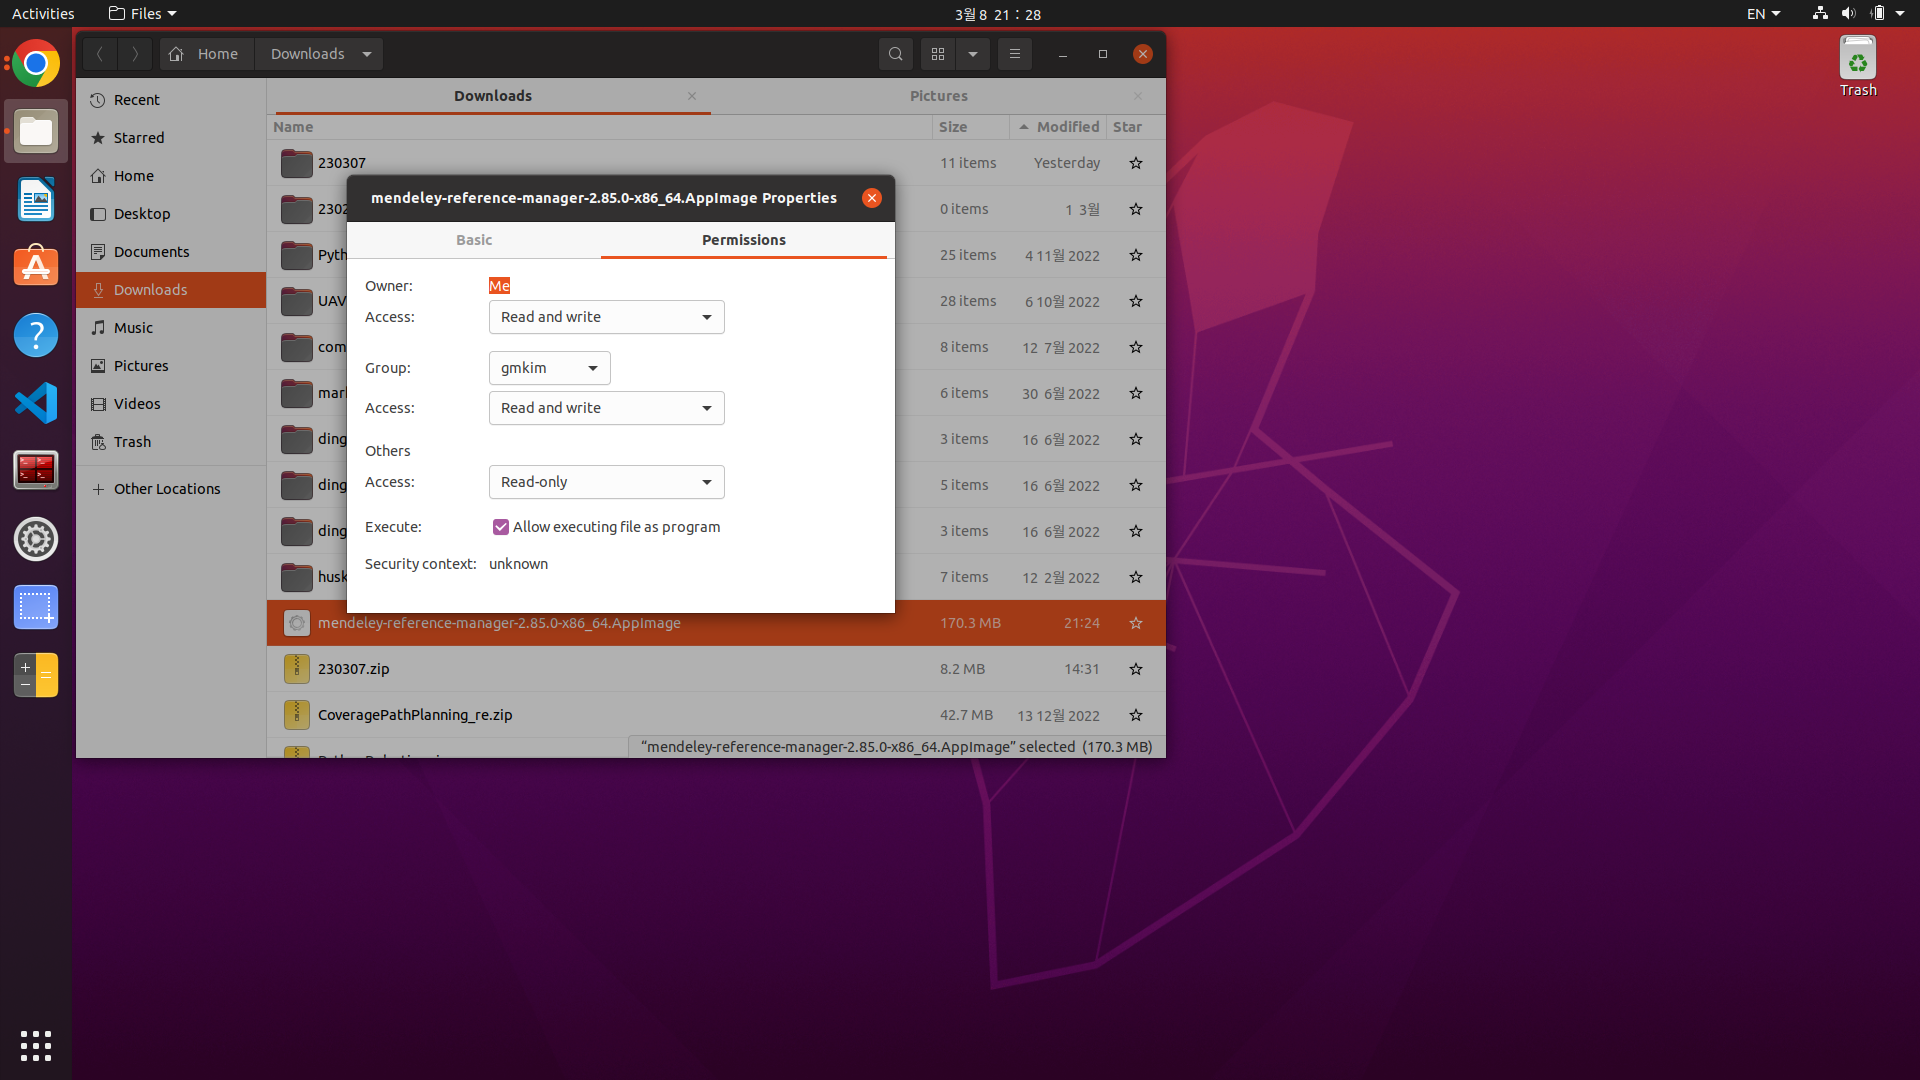 Activities
Files
3월 8 21 : 28
EN
Trash
Home
Downloads
Downloads
Pictures
Name
Size
Modified
Star
Recent
Starred
Home
Desktop
Documents
Downloads
Music
Pictures
Videos
Trash
Other Locations
230307
11 items
Yesterday
2302
0 items
1 3월
Pyth
25 items
4 11월 2022
UAV
28 items
6 10월 2022
com
8 items
12 7월 2022
mark
6 items
30 6월 2022
ding
3 items
16 6월 2022
ding
5 items
16 6월 2022
ding
3 items
16 6월 2022
husk
7 items
12 2월 2022
mendeley-reference-manager-2.85.0-x86_64.AppImage
170.3 MB
21:24
230307.zip
8.2 MB
14:31
CoveragePathPlanning_re.zip
42.7 MB
13 12월 2022
“mendeley-reference-manager-2.85.0-x86_64.AppImage” selected (170.3 MB)
mendeley-reference-manager-2.85.0-x86_64.AppImage Properties
Basic
Permissions
Owner: Me
Access: Read and write
Group: gmkim
Access: Read and write
Others
Access: Read-only
Execute: Allow executing file as program
Security context: unknown